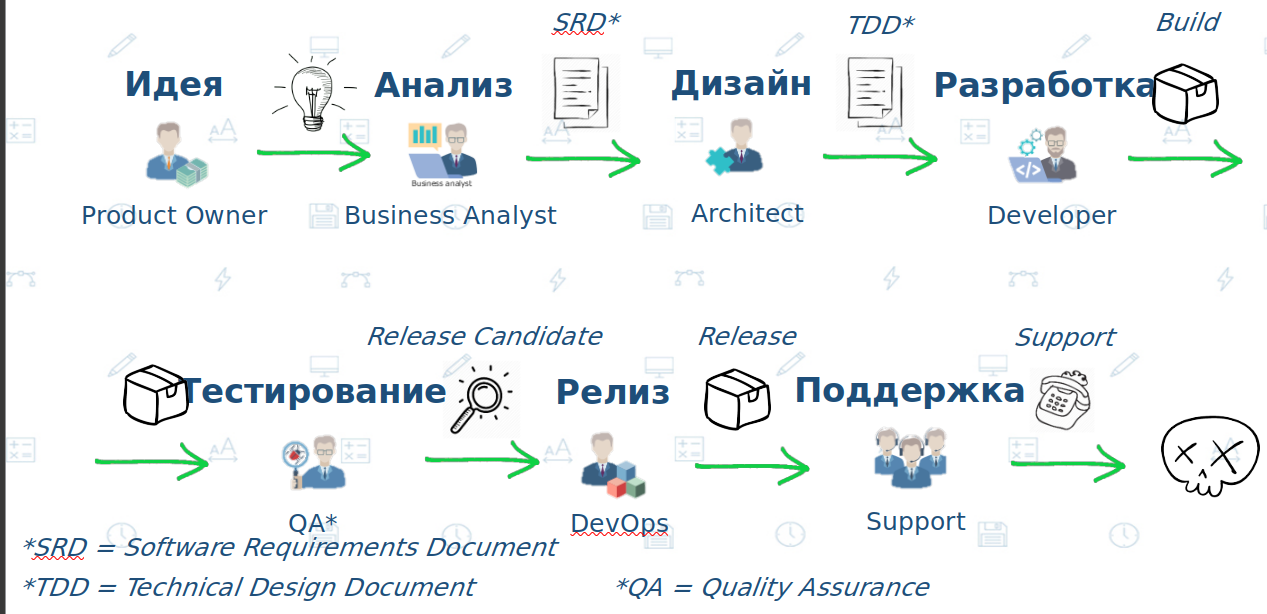 SRD*
TDD*
Build
Идея
Анализ
Дизайн
Разработка
Business analyst
Product Owner
Business Analyst
Architect
Developer
Release Candidate
Release
Support
Тестирование
Релиз
Поддержка
QA*
DevOps
Support
*SRD = Software Requirements Document
*TDD = Technical Design Document
*QA = Quality Assurance